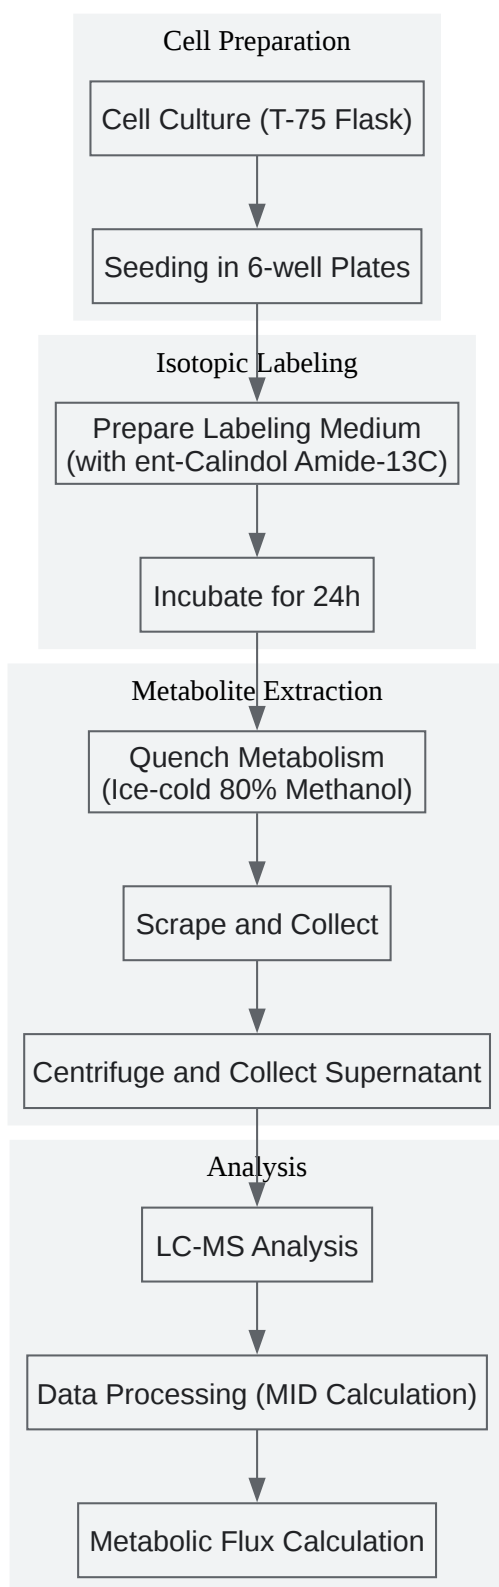 Cell Preparation
Cell Culture (T-75 Flask)
Seeding in 6-well Plates
Isotopic Labeling
Prepare Labeling Medium
(with ent-Calindol Amide-13C)
Incubate for 24h
Metabolite Extraction
Quench Metabolism
(Ice-cold 80% Methanol)
Scrape and Collect
Centrifuge and Collect Supernatant
Analysis
LC-MS Analysis
Data Processing (MID Calculation)
Metabolic Flux Calculation